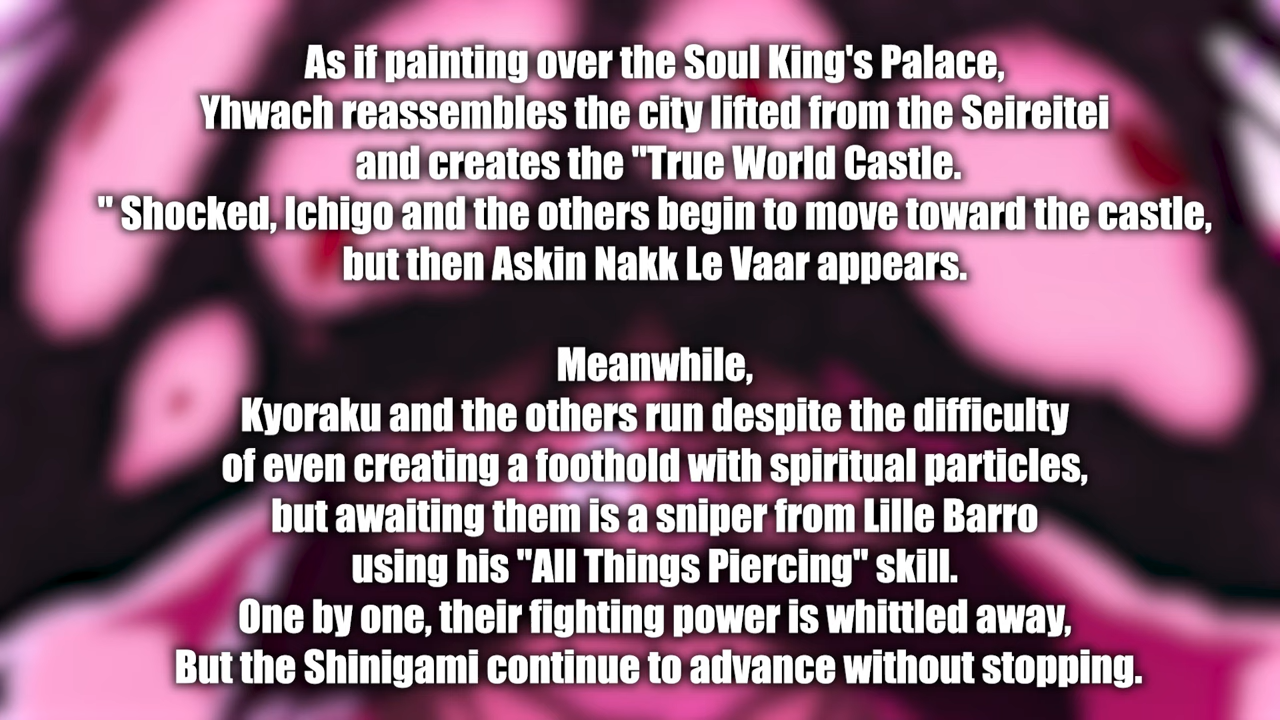 As if painting over the Soul King's Palace,
Yhwach reassembles the city lifted from the Seireitei
and creates the "True World Castle.
" Shocked, Ichigo and the others begin to move toward the castle,
but then Askin Nakk Le Vaar appears.
Meanwhile,
Kyoraku and the others run despite the difficulty
of even creating a foothold with spiritual particles,
but awaiting them is a sniper from Lille Barro
using his "All Things Piercing" skill.
One by one, their fighting power is whittled away,
But the Shinigami continue to advance without stopping.